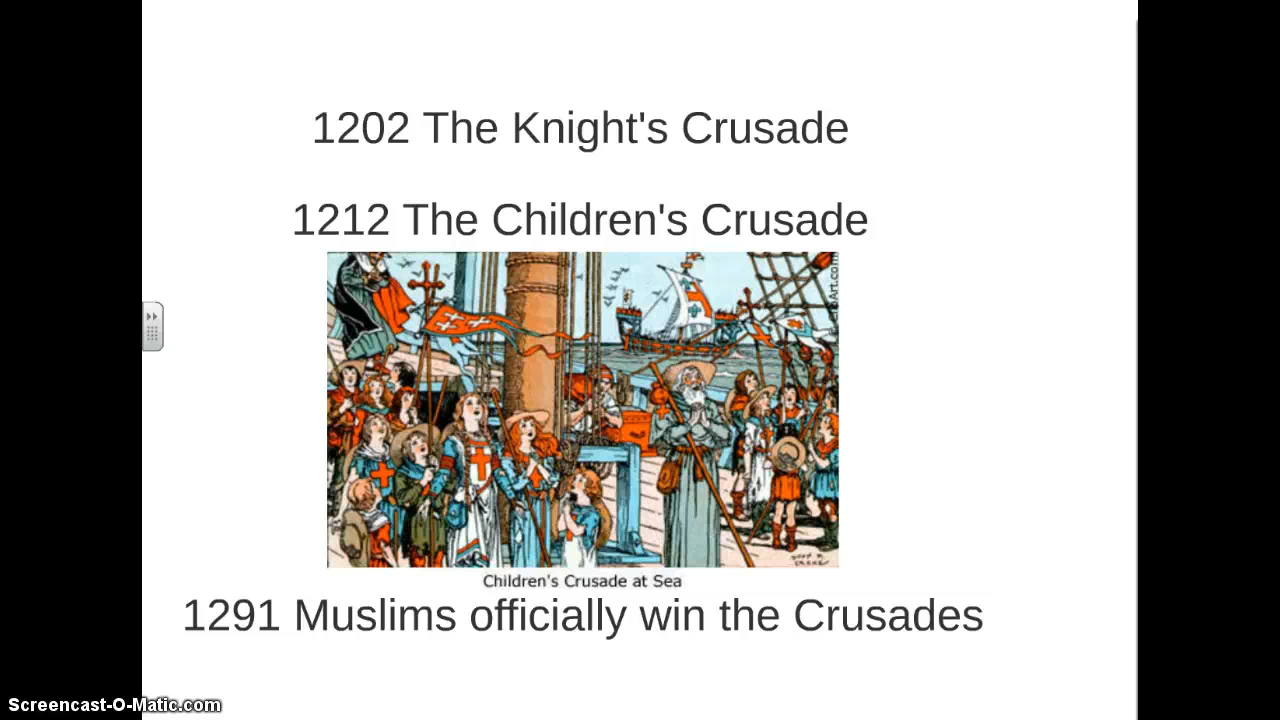 1202 The Knight's Crusade
1212 The Children's Crusade
Children's Crusade at Sea
1291 Muslims officially win the Crusades
Screencast-O-Matic.com